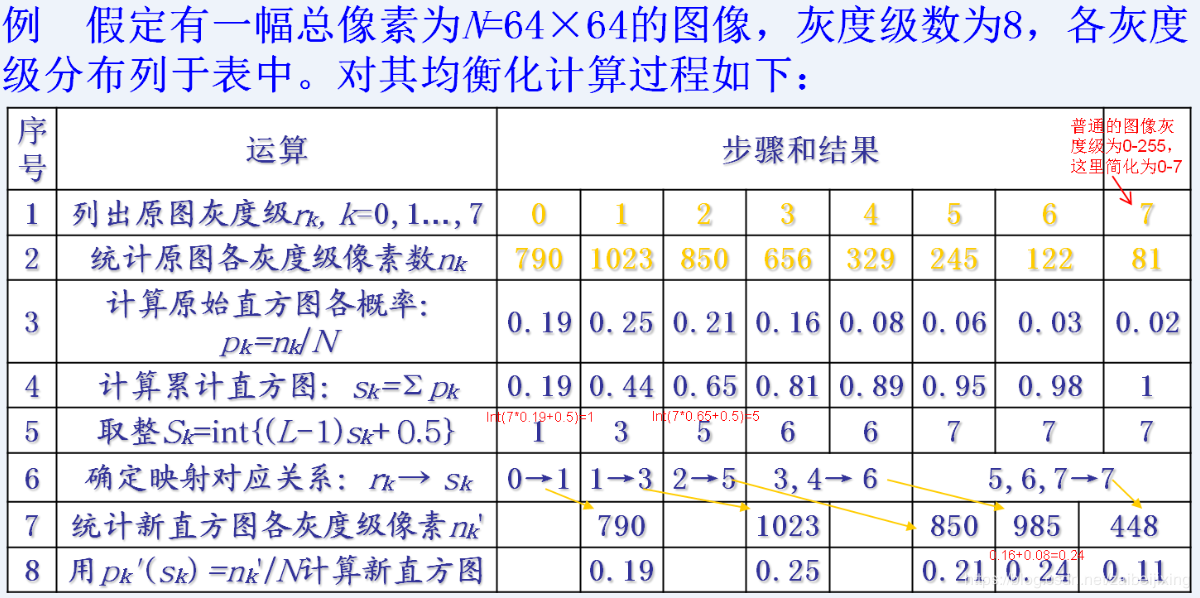 例 假定有一幅总像素为N=64×64的图像，灰度级数为8，各灰度
级分布列于表中。对其均衡化计算过程如下：
序号 运算 步骤和结果
普通的图像灰
度级为0-255，
这里简化为0-7
1 列出原图灰度级rk, k=0,1…,7 0 1 2 3 4 5 6 7
2 统计原图各灰度级像素数nk 790 1023 850 656 329 245 122 81
3 计算原始直方图各概率：
pk=nk/N 0.19 0.25 0.21 0.16 0.08 0.06 0.03 0.02
4 计算累计直方图：sk=Σpk 0.19 0.44 0.65 0.81 0.89 0.95 0.98 1
Int(7*0.19+0.5)=1 Int(7*0.65+0.5)=5
5 取整Sk=int{(L-1)sk+0.5} 1 3 5 6 6 7 7 7
6 确定映射对应关系：rk→sk 0→1 1→3 2→5 3,4→6 5,6,7→7
7 统计新直方图各灰度级像素nk' 790 1023 850 985 448
0.16+0.08=0.24
8 用pk'(sk)=nk'/N计算新直方图 0.19 0.25 0.21 0.24 0.11